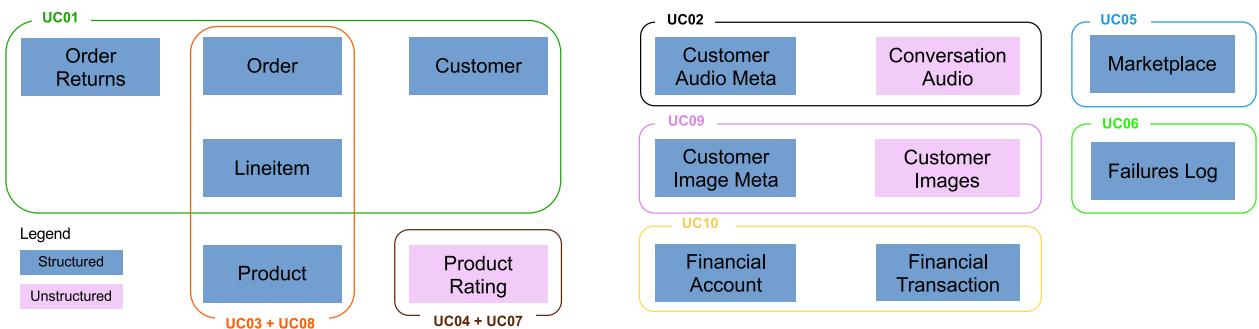 UC01
Order
Returns
Order
Customer
Lineitem
Legend
Structured
Unstructured
Product
UC03 + UC08
Product
Rating
UC04 + UC07
UC02
Customer
Audio Meta
Conversation
Audio
UC09
Customer
Image Meta
Customer
Images
UC10
Financial
Account
Financial
Transaction
UC05
Marketplace
UC06
Failures Log